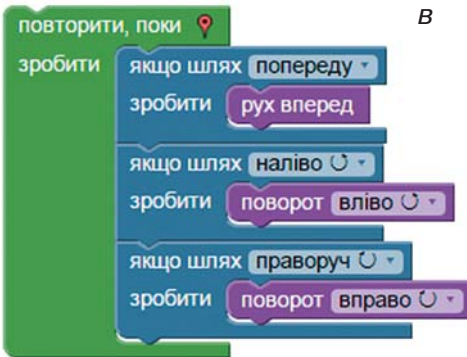 В
повторити, поки
зробити якщо шлях попереду
зробити рух вперед
якщо шлях наліво
зробити поворот вліво
якщо шлях праворуч
зробити поворот вправо